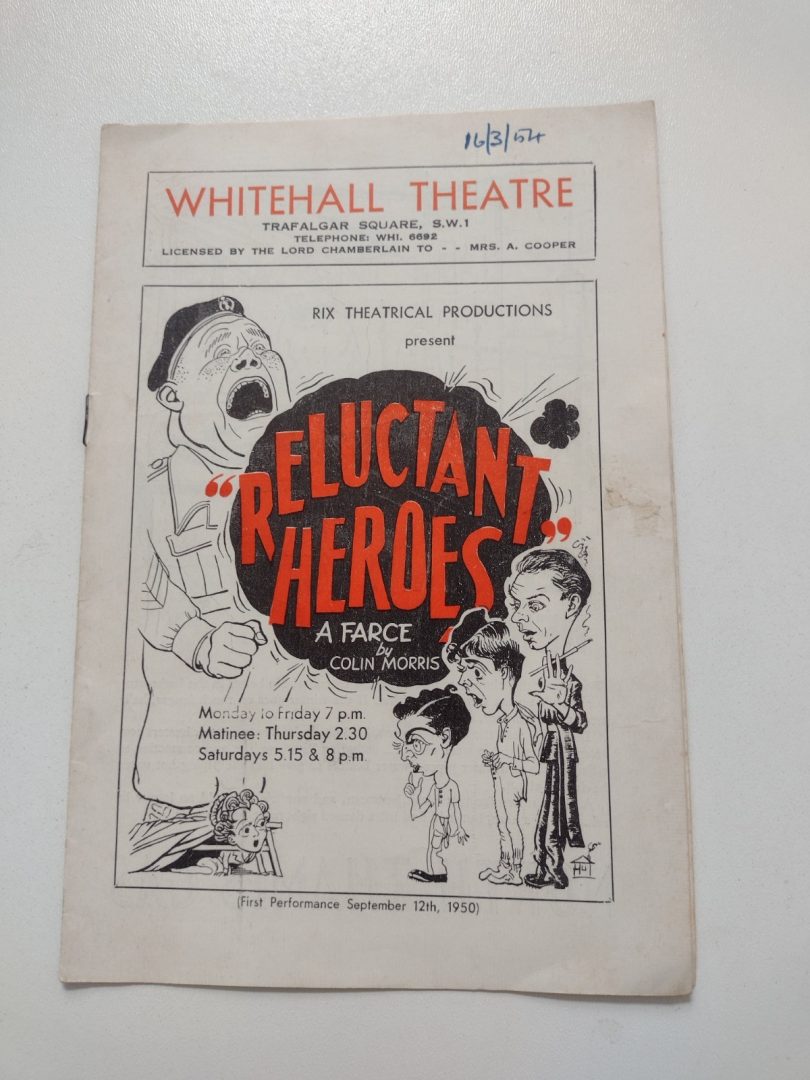 16/3/54
WHITEHALL THEATRE
TRAFALGAR SQUARE, S.W.1
TELEPHONE: WHI. 6692
LICENSED BY THE LORD CHAMBERLAIN TO - - MRS. A. COOPER
RIX THEATRICAL PRODUCTIONS
present
“RELUCTANT
HEROES”
A FARCE
by
COLIN MORRIS
Monday to Friday 7 p.m.
Matinee: Thursday 2.30
Saturdays 5.15 & 8 p.m.
(First Performance September 12th, 1950)